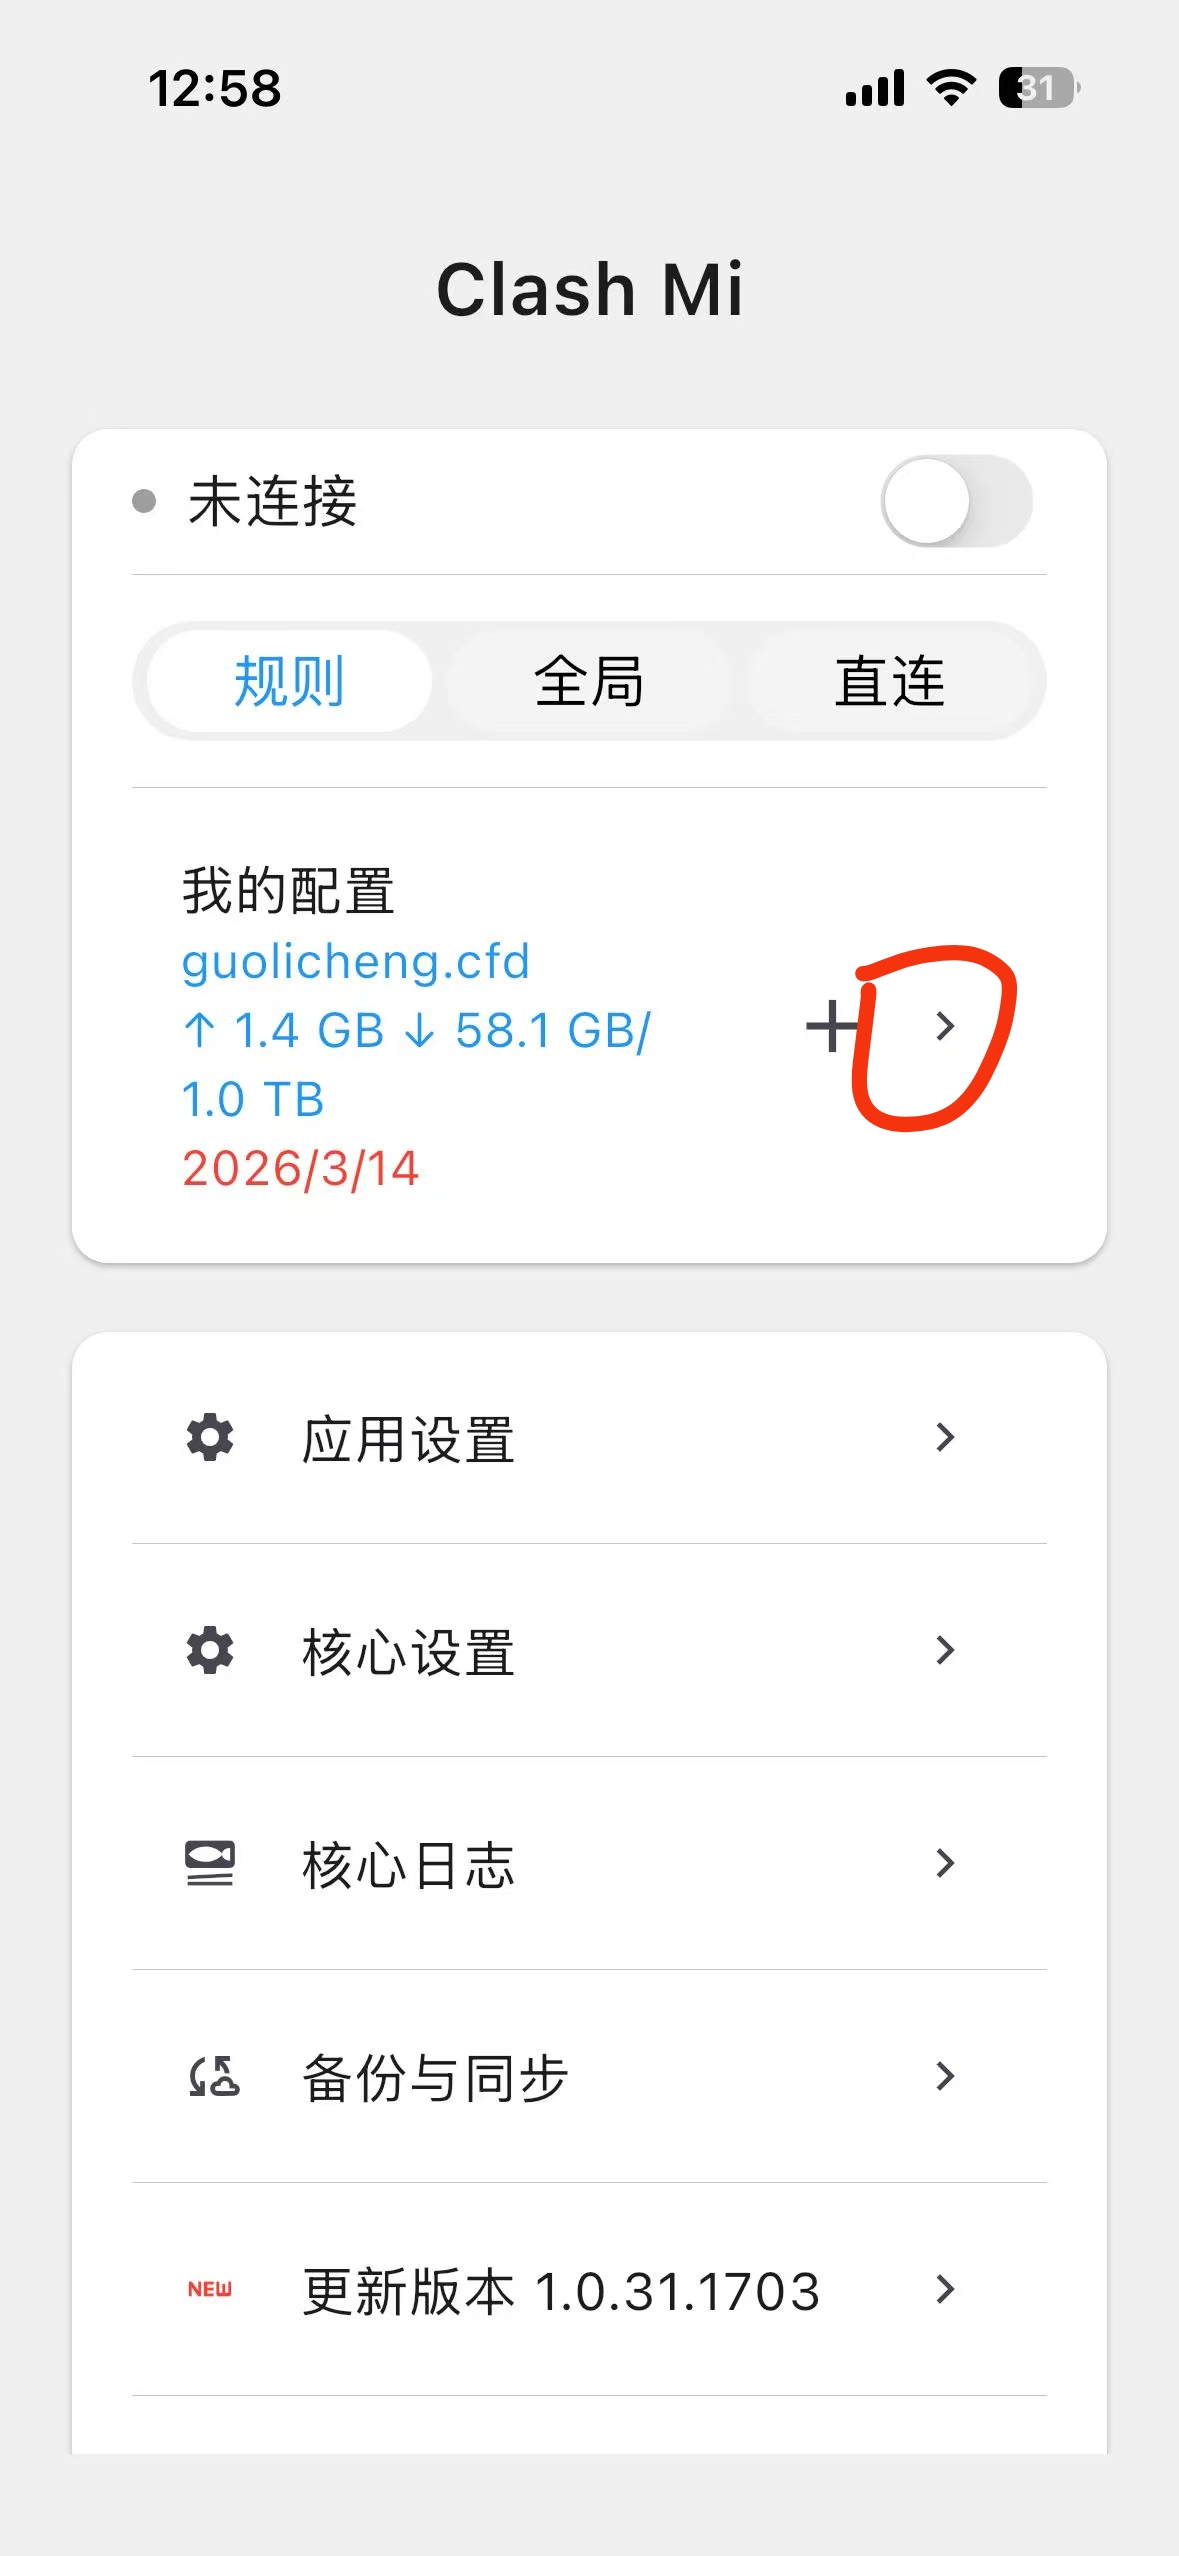 12:58
31
Clash Mi
未连接
规则 全局 直连
我的配置
guolicheng.cfd
↑ 1.4 GB ↓ 58.1 GB/
1.0 TB
2026/3/14
应用设置
核心设置
核心日志
备份与同步
NEW 更新版本 1.0.31.1703